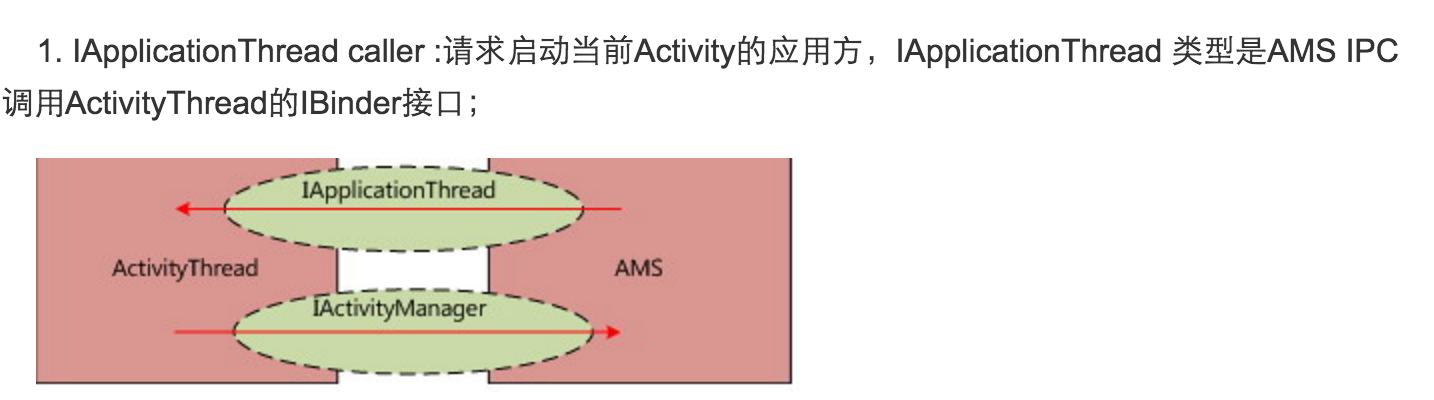 1. IApplicationThread caller :请求启动当前Activity的应用方，IApplicationThread 类型是AMS IPC
调用ActivityThread的IBinder接口；
IApplicationThread
ActivityThread
AMS
IActivityManager